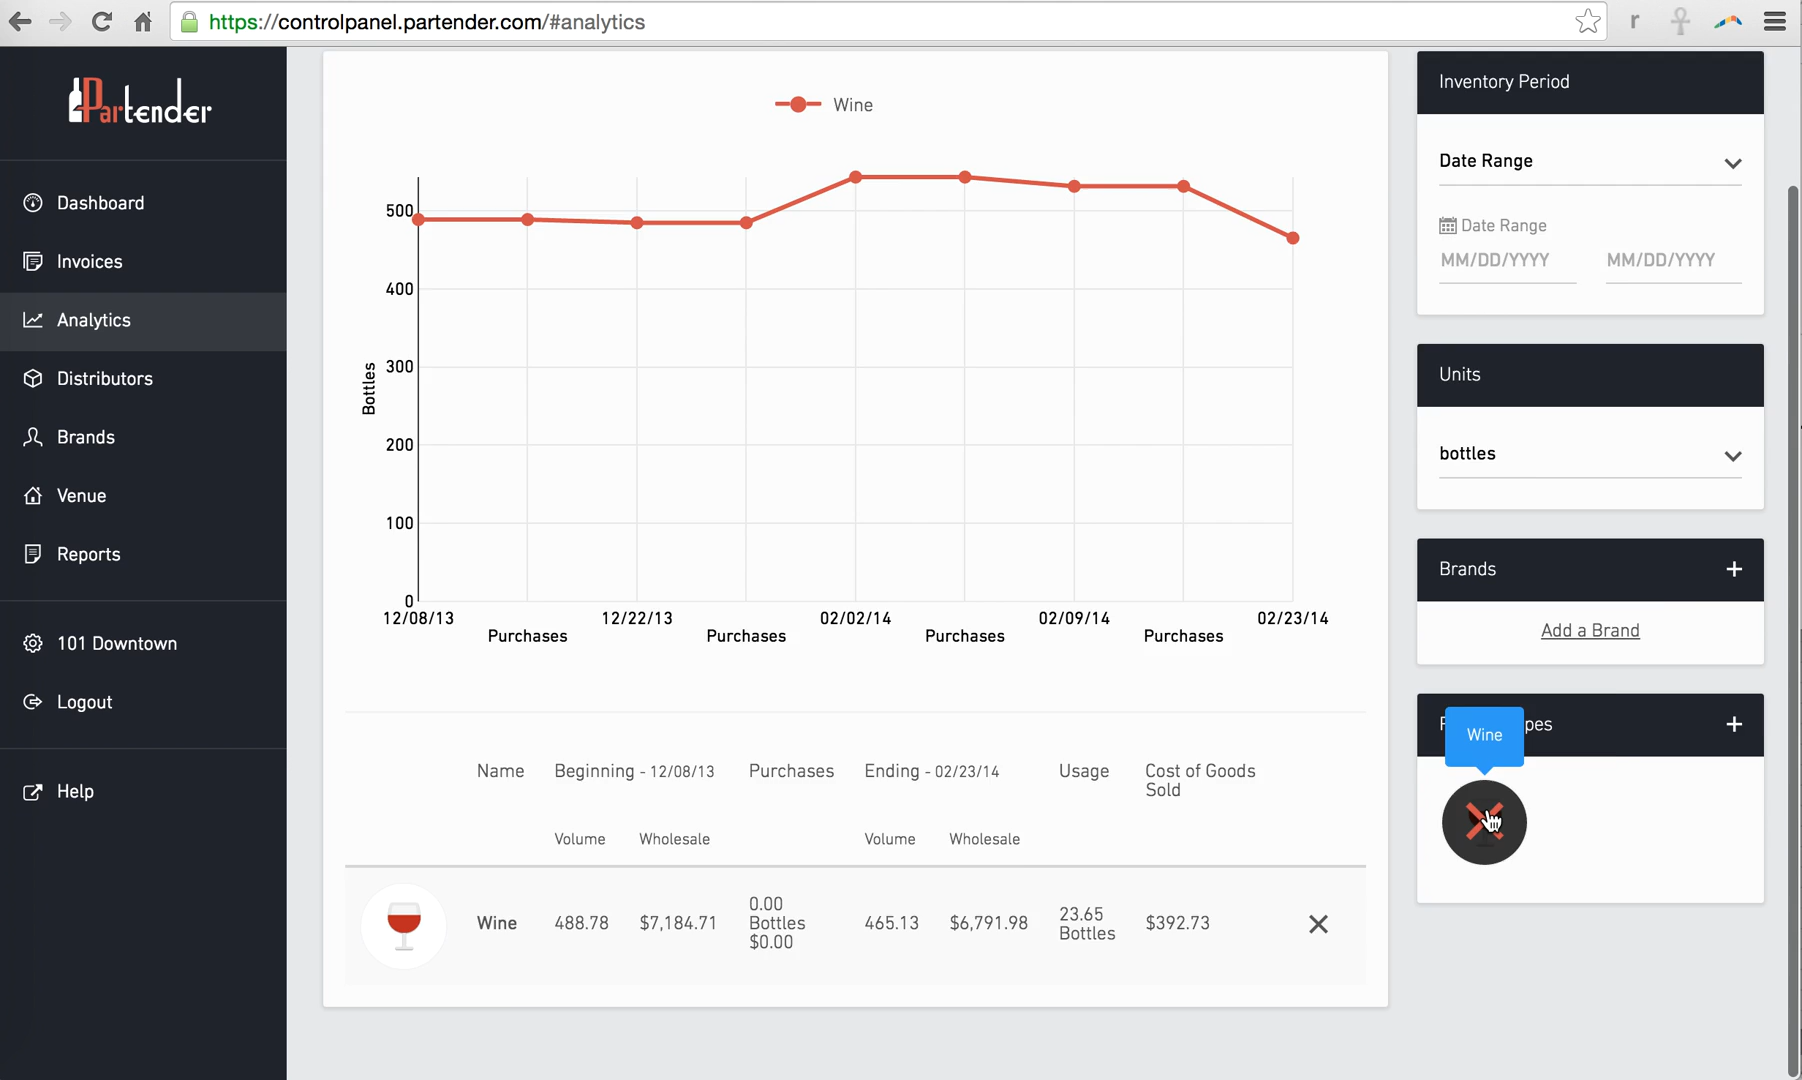 https://controlpanel.partender.com/#analytics
r
Partender
Dashboard
Invoices
Analytics
Distributors
Brands
Venue
Reports
101 Downtown
Logout
Help
Wine
Bottles
500
400
300
200
100
0
12/08/13
12/22/13
02/02/14
02/09/14
02/23/14
Purchases
Purchases
Purchases
Purchases
Name
Beginning - 12/08/13
Purchases
Ending - 02/23/14
Usage
Cost of Goods
Sold
Volume
Wholesale
Volume
Wholesale
Wine
488.78
$7,184.71
0.00
Bottles
$0.00
465.13
$6,791.98
23.65
Bottles
$392.73
Inventory Period
Date Range
Date Range
MM/DD/YYYY
MM/DD/YYYY
Units
bottles
Brands
Add a Brand
Wine